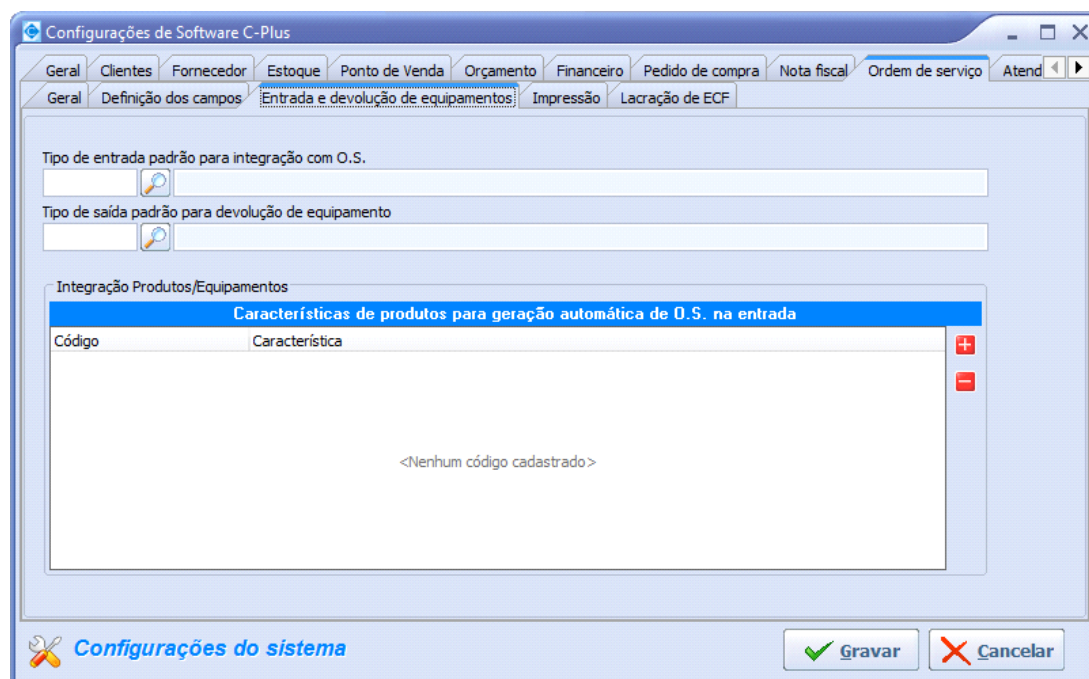 Configurações de Software C-Plus
Geral Clientes Fornecedor Estoque Ponto de Venda Orçamento Financeiro Pedido de compra Nota fiscal Ordem de serviço Atend
Geral Definição dos campos Entrada e devolução de equipamentos Impressão Lacração de ECF
Tipo de entrada padrão para integração com O.S.
Tipo de saída padrão para devolução de equipamento
Integração Produtos/Equipamentos
Características de produtos para geração automática de O.S. na entrada
Código Característica
<Nenhum código cadastrado>
Configurações do sistema Gravar Cancelar